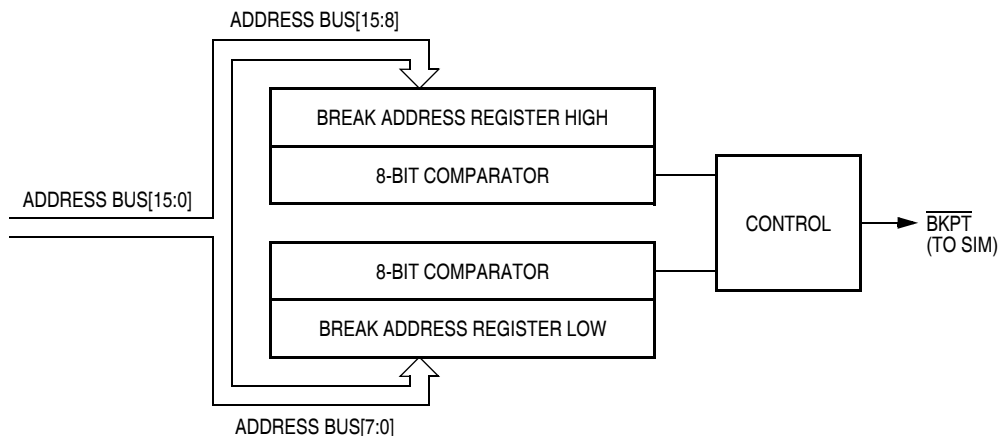 ADDRESS BUS[15:8]
BREAK ADDRESS REGISTER HIGH
8-BIT COMPARATOR
ADDRESS BUS[15:0]
CONTROL
BKPT
(TO SIM)
8-BIT COMPARATOR
BREAK ADDRESS REGISTER LOW
ADDRESS BUS[7:0]